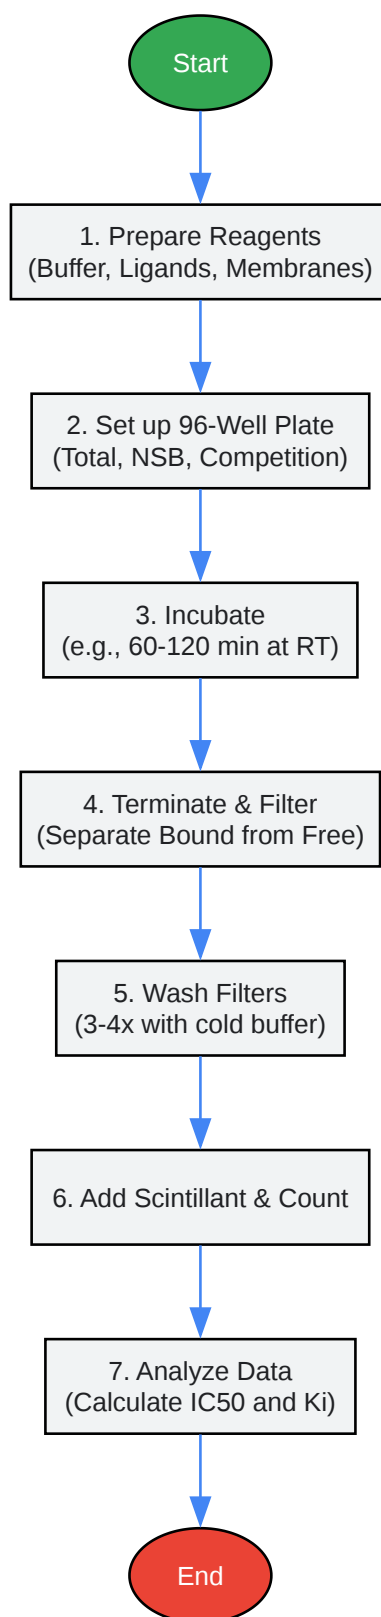 Start
1. Prepare Reagents
(Buffer, Ligands, Membranes)
2. Set up 96-Well Plate
(Total, NSB, Competition)
3. Incubate
(e.g., 60-120 min at RT)
4. Terminate & Filter
(Separate Bound from Free)
5. Wash Filters
(3-4x with cold buffer)
6. Add Scintillant & Count
7. Analyze Data
(Calculate IC50 and Ki)
End